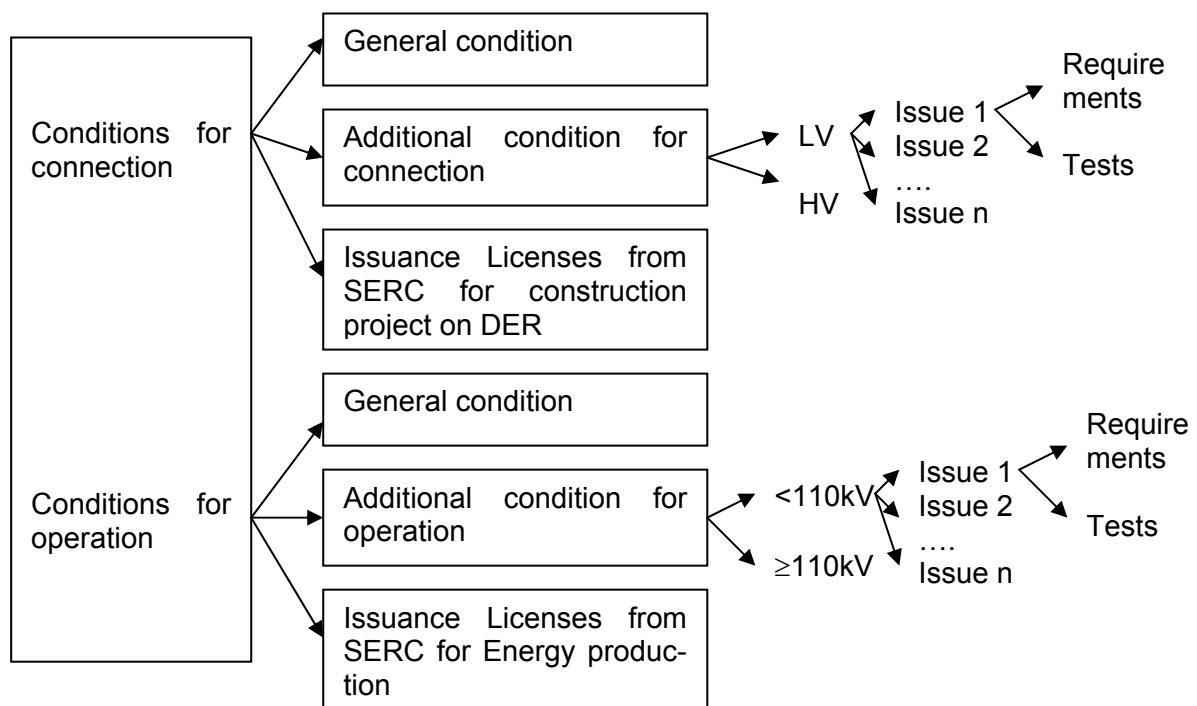 Conditions for
connection
General condition
Additional condition for
connection
Issuance Licenses from
SERC for construction
project on DER
LV
HV
Issue 1
Issue 2
....
Issue n
Require
ments
Tests
Conditions for
operation
General condition
Additional condition for
operation
Issuance Licenses from
SERC for Energy produc-
tion
<110kV
≥110kV
Issue 1
Issue 2
....
Issue n
Require
ments
Tests